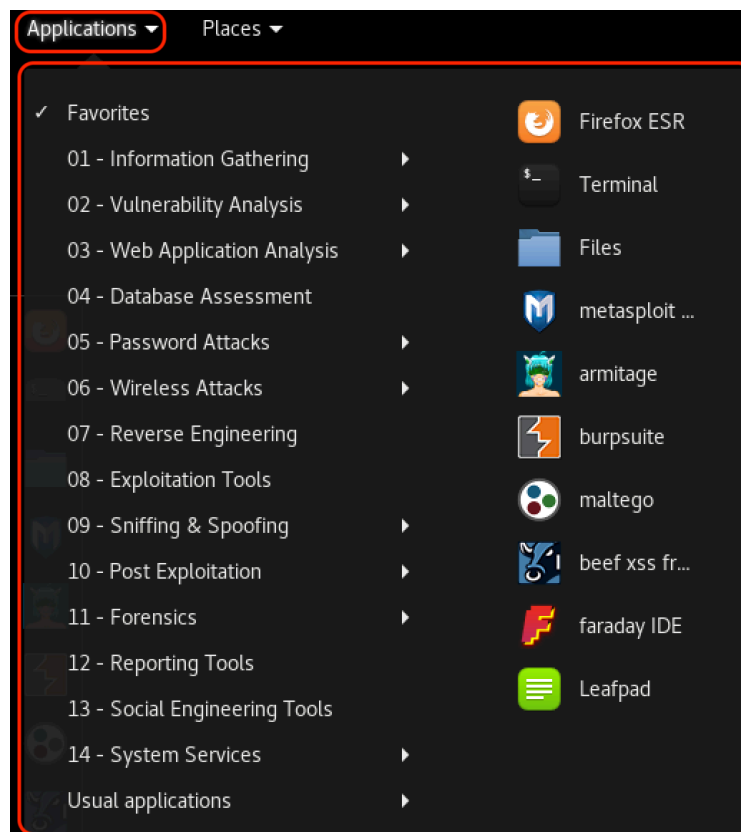 Applications Places
✓ Favorites
01 - Information Gathering
02 - Vulnerability Analysis
03 - Web Application Analysis
04 - Database Assessment
05 - Password Attacks
06 - Wireless Attacks
07 - Reverse Engineering
08 - Exploitation Tools
09 - Sniffing & Spoofing
10 - Post Exploitation
11 - Forensics
12 - Reporting Tools
13 - Social Engineering Tools
14 - System Services
Usual applications
Firefox ESR
$_
Terminal
Files
metasploit ...
armitage
burpsuite
maltego
beef xss fr...
faraday IDE
Leafpad